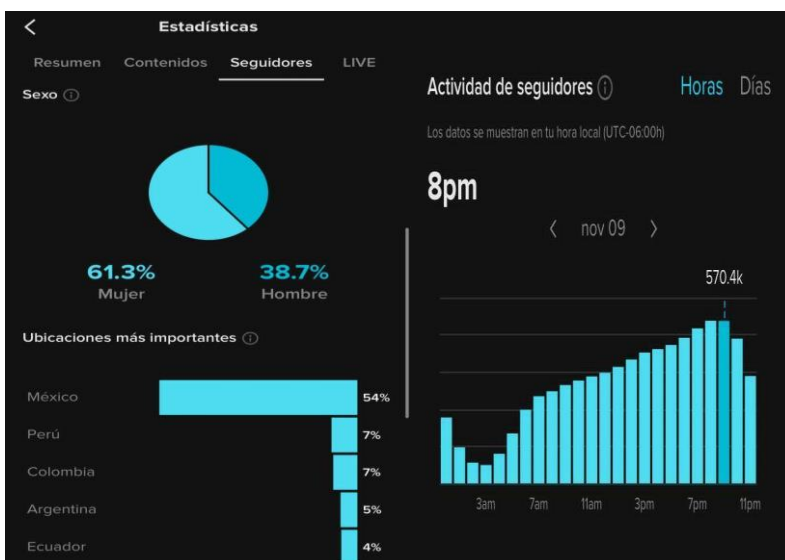 Estadísticas
Resumen Contenidos Seguidores LIVE
Sexo
61.3% 38.7%
Mujer Hombre
Ubicaciones más importantes
México 54%
Perú 7%
Colombia 7%
Argentina 5%
Ecuador 4%
Actividad de seguidores Horas Días
Los datos se muestran en tu hora local (UTC-06:00h)
8pm
nov 09
570.4k
3am 7am 11am 3pm 7pm 11pm